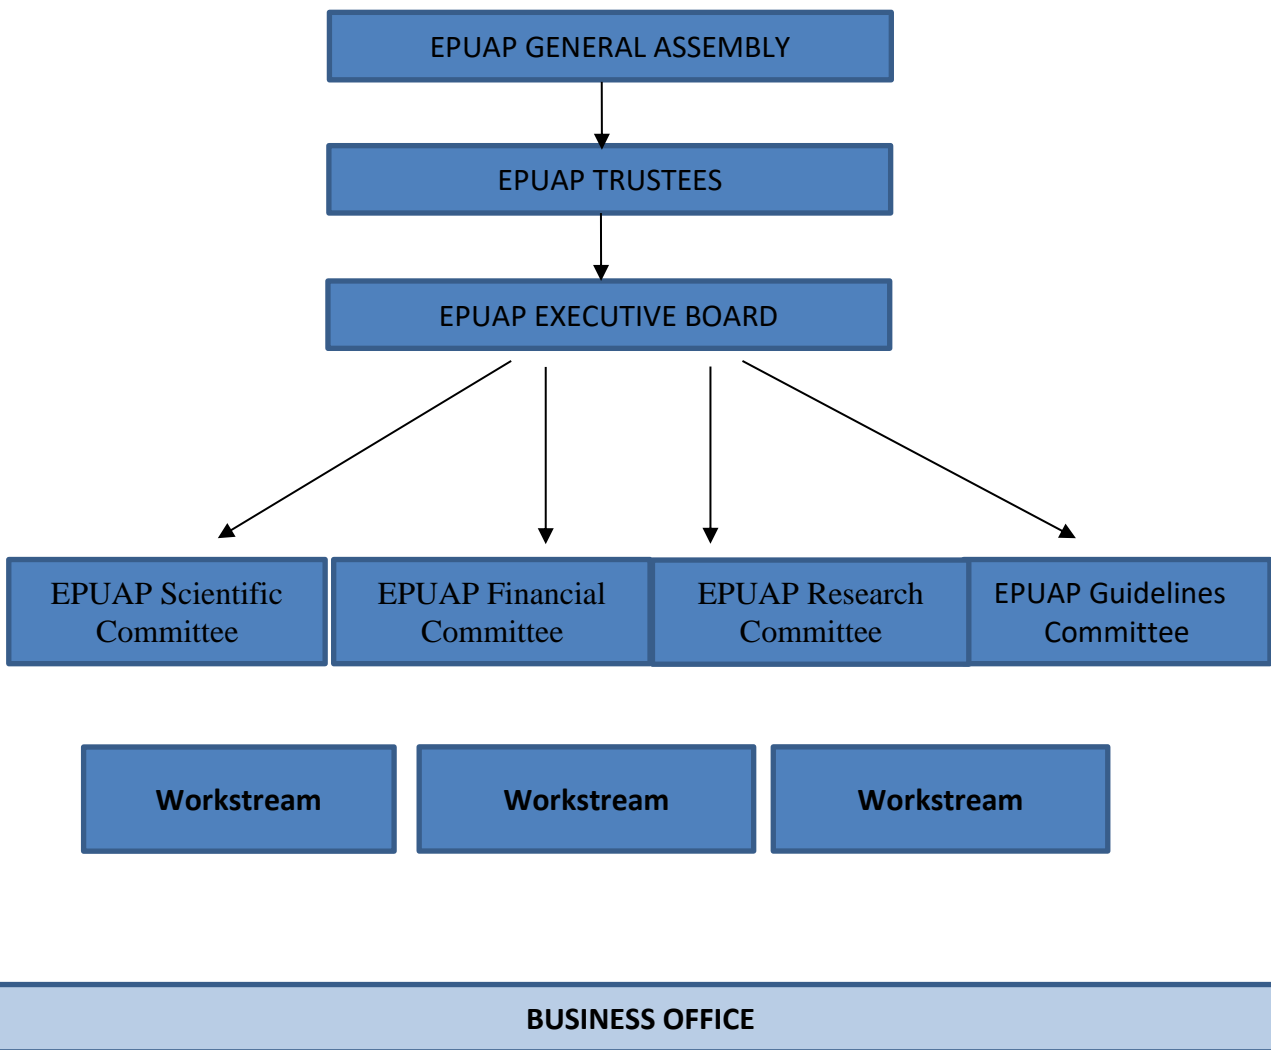 EPUAP GENERAL ASSEMBLY
EPUAP TRUSTEES
EPUAP EXECUTIVE BOARD
EPUAP Scientific
Committee
EPUAP Financial
Committee
EPUAP Research
Committee
EPUAP Guidelines
Committee
Workstream
Workstream
Workstream
BUSINESS OFFICE